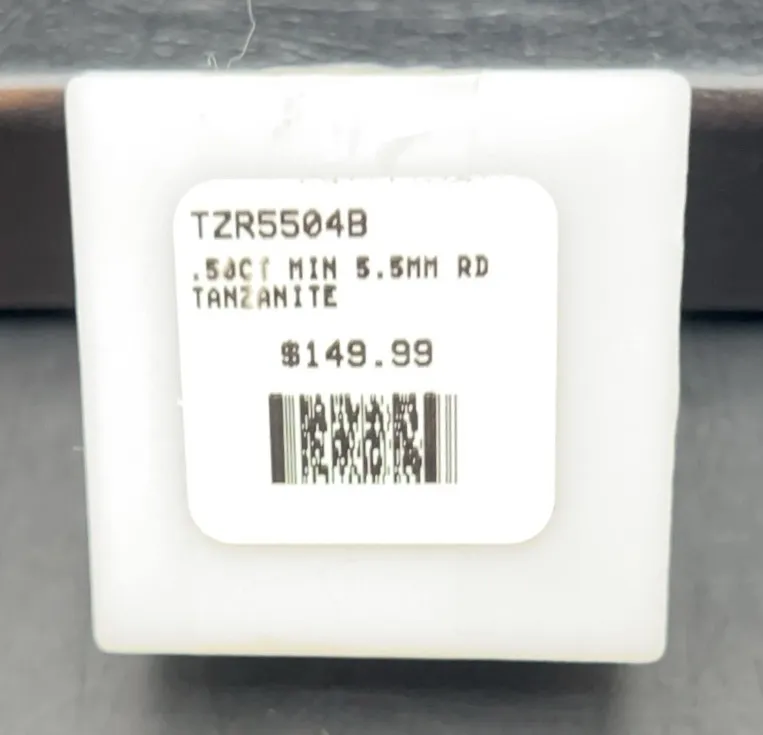 TZR5504B
.50CT MIN 5.5MM RD
TANZANITE
$149.99